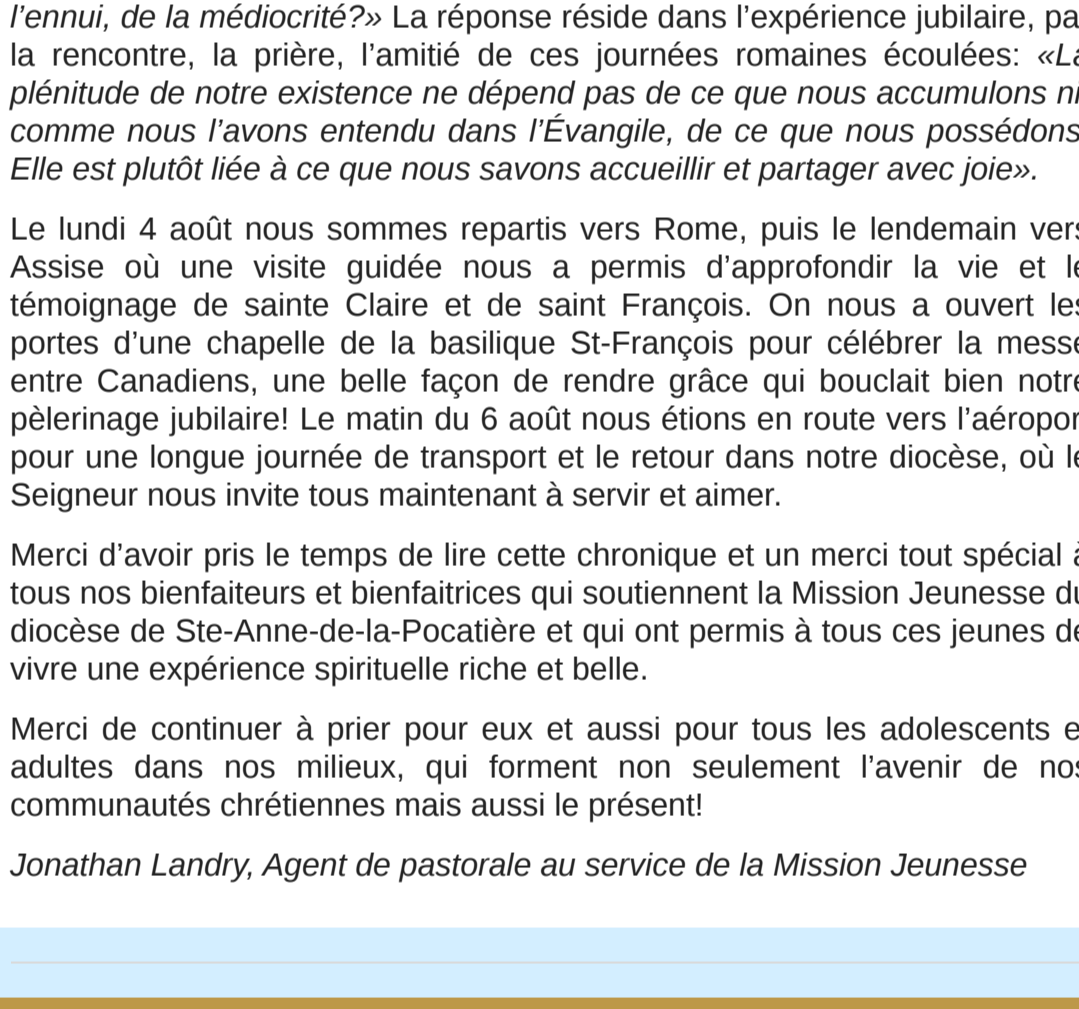 l’ennui, de la médiocrité?» La réponse réside dans l’expérience jubilaire, pa
la rencontre, la prière, l’amitié de ces journées romaines écoulées: «La
plénitude de notre existence ne dépend pas de ce que nous accumulons ni
comme nous l’avons entendu dans l’Évangile, de ce que nous possédons
Elle est plutôt liée à ce que nous savons accueillir et partager avec joie».
Le lundi 4 août nous sommes repartis vers Rome, puis le lendemain vers
Assise où une visite guidée nous a permis d’approfondir la vie et le
témoignage de sainte Claire et de saint François. On nous a ouvert les
portes d’une chapelle de la basilique St-François pour célébrer la messe
entre Canadiens, une belle façon de rendre grâce qui bouclait bien notre
pèlerinage jubilaire! Le matin du 6 août nous étions en route vers l’aéropor
pour une longue journée de transport et le retour dans notre diocèse, où le
Seigneur nous invite tous maintenant à servir et aimer.
Merci d’avoir pris le temps de lire cette chronique et un merci tout spécial à
tous nos bienfaiteurs et bienfaitrices qui soutiennent la Mission Jeunesse du
diocèse de Ste-Anne-de-la-Pocatière et qui ont permis à tous ces jeunes de
vivre une expérience spirituelle riche et belle.
Merci de continuer à prier pour eux et aussi pour tous les adolescents e
adultes dans nos milieux, qui forment non seulement l’avenir de nos
communautés chrétiennes mais aussi le présent!
Jonathan Landry, Agent de pastorale au service de la Mission Jeunesse